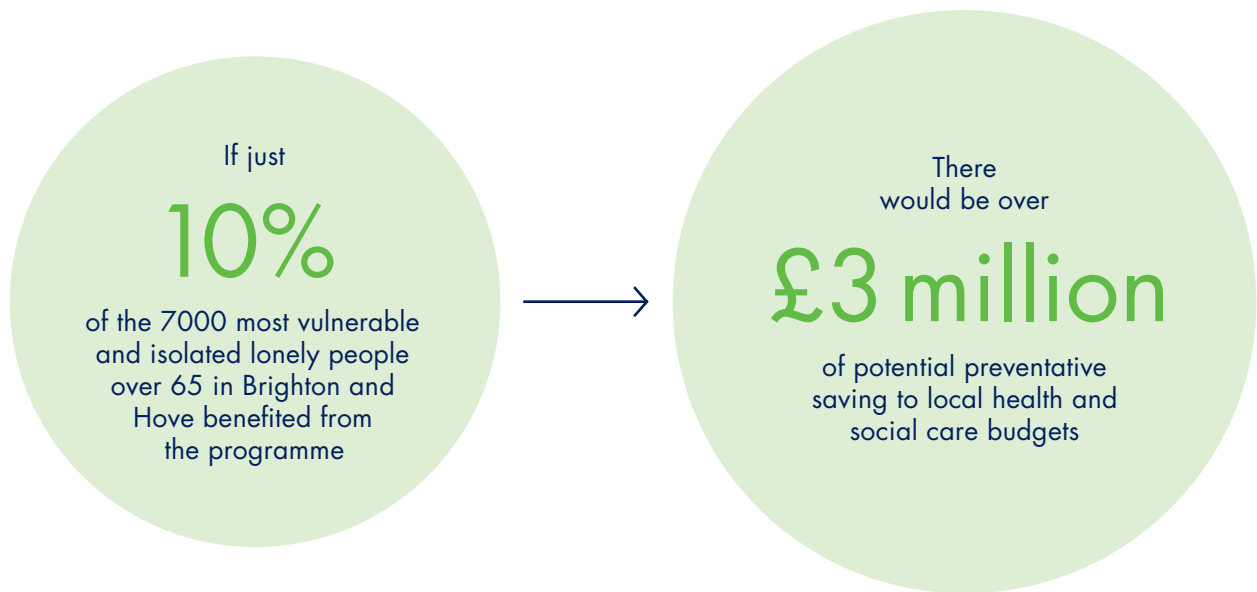 If just
10%
of the 7000 most vulnerable
and isolated lonely people
over 65 in Brighton and
Hove benefited from
the programme
There
would be over
£3 million
of potential preventative
saving to local health and
social care budgets